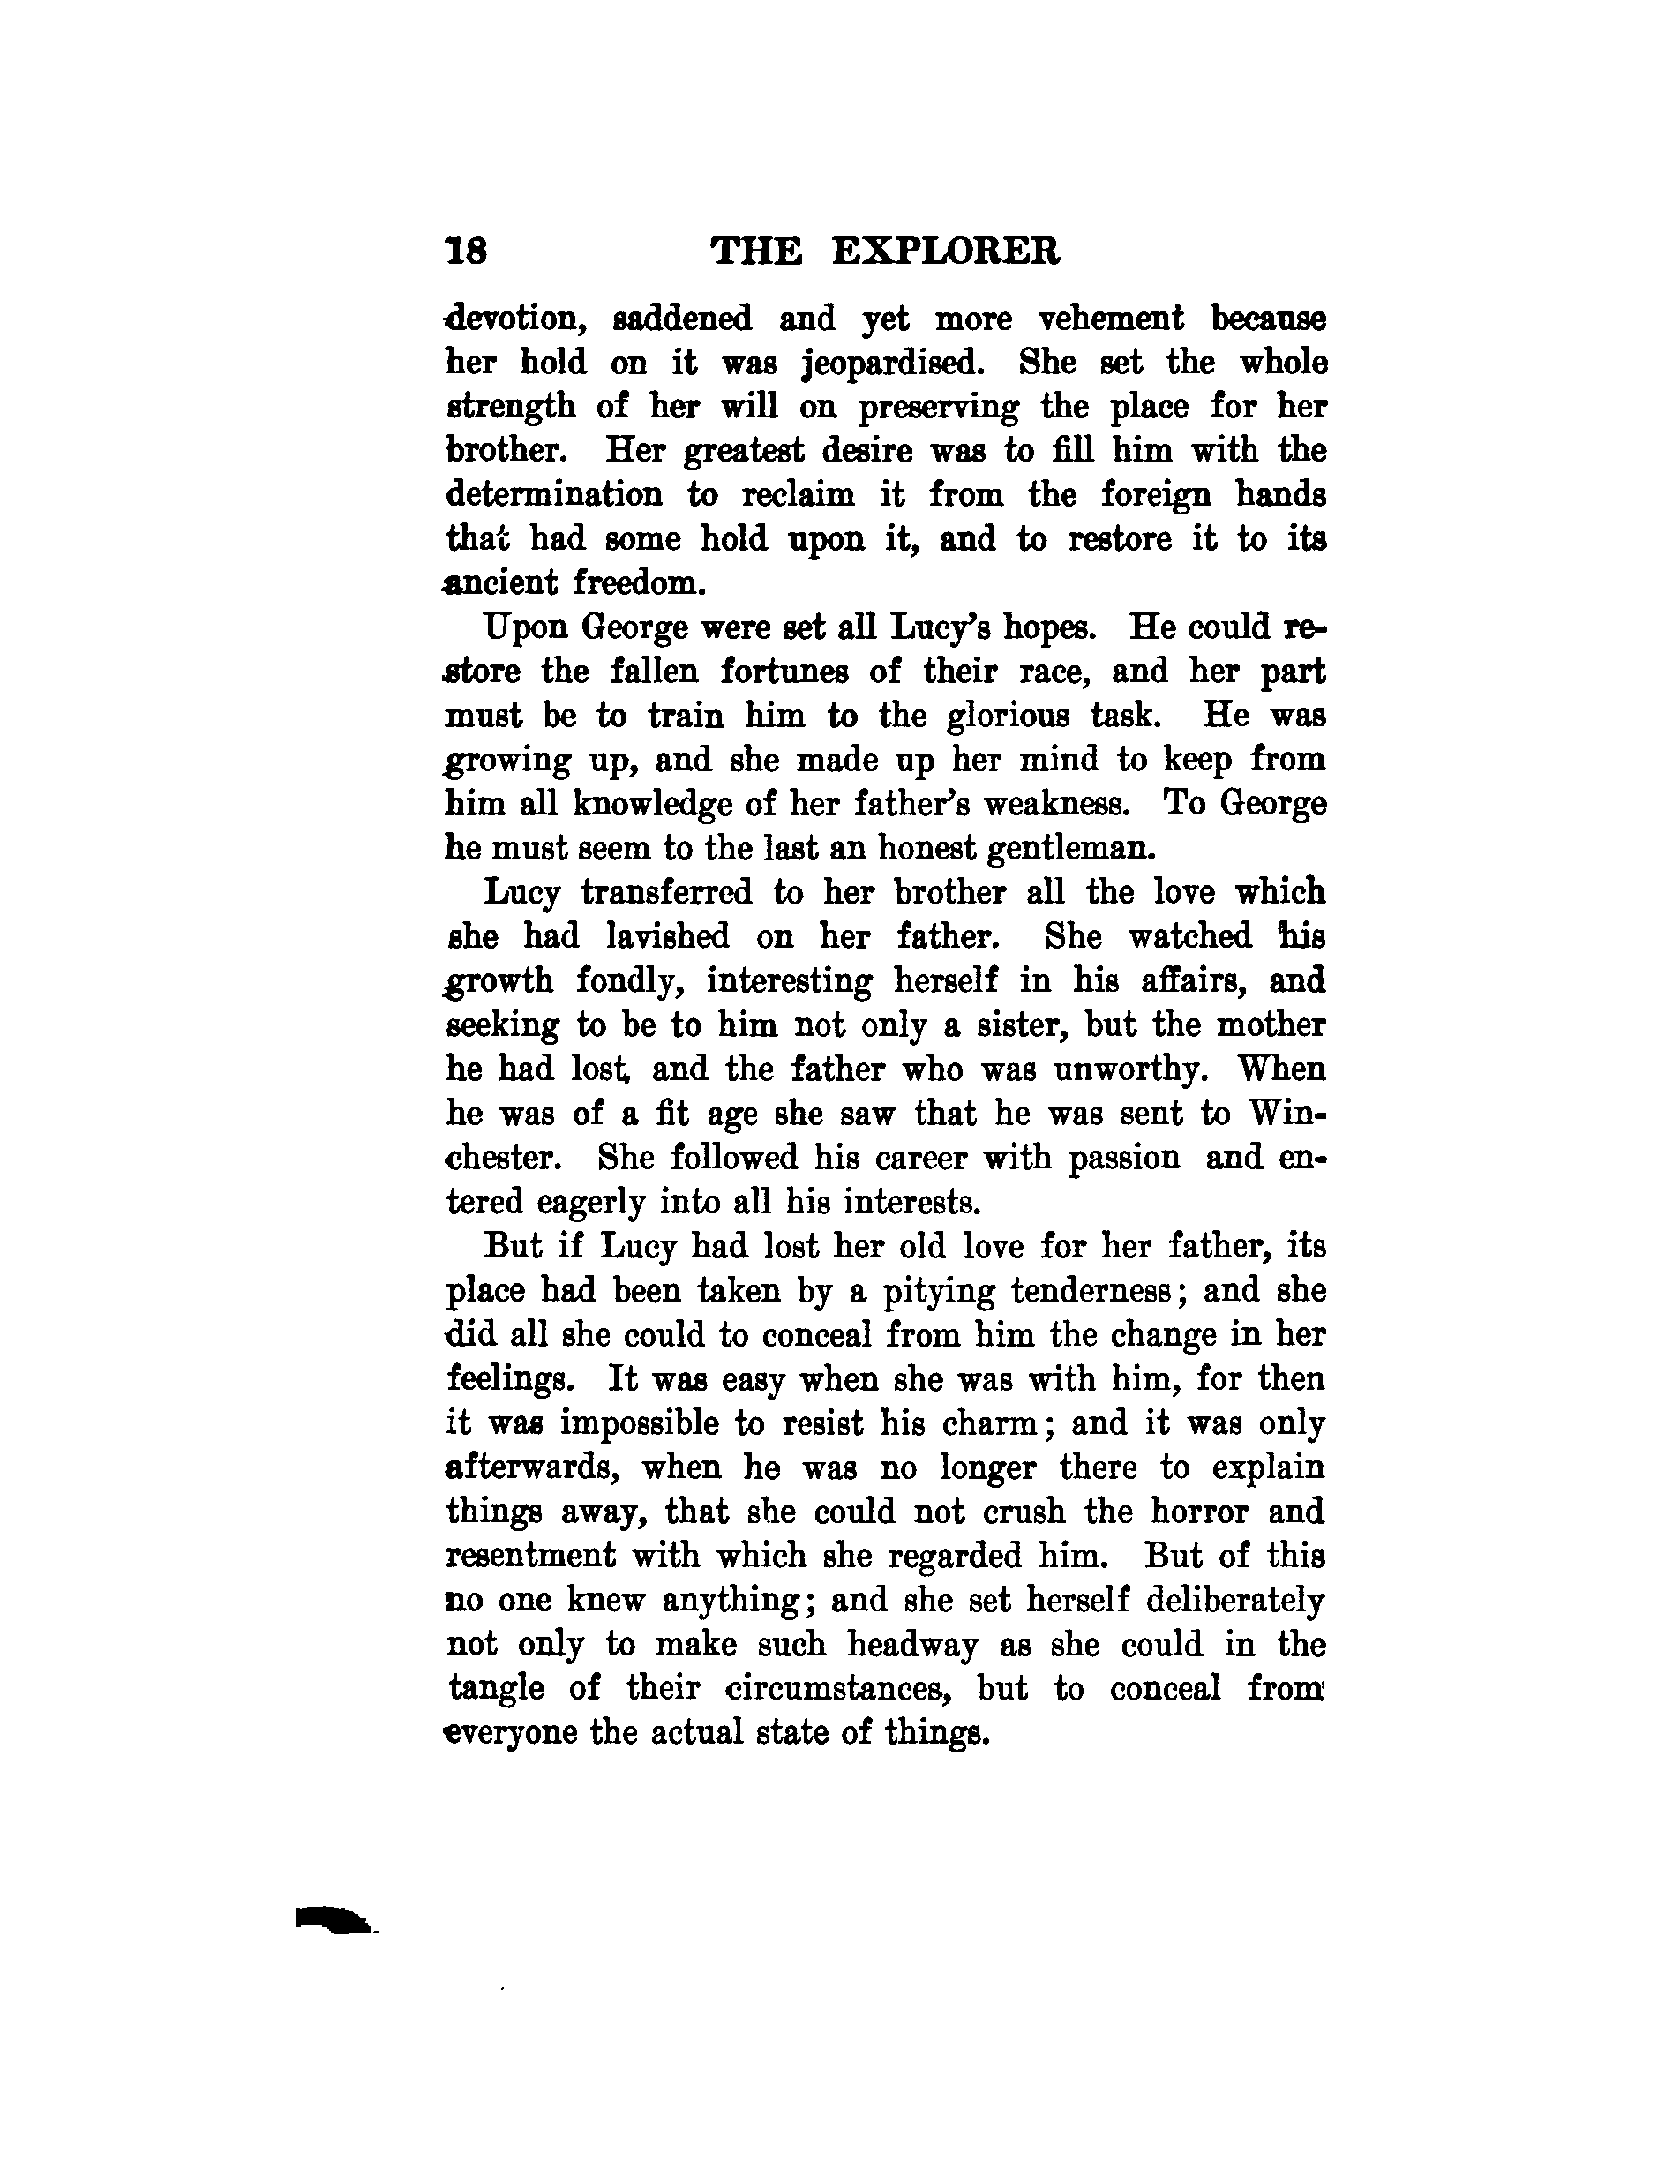 18 THE EXPLORER
devotion, saddened and yet more vehement because
her hold on it was jeopardised. She set the whole
strength of her will on preserving the place for her
brother. Her greatest desire was to fill him with the
determination to reclaim it from the foreign hands
that had some hold upon it, and to restore it to its
ancient freedom.
Upon George were set all Lucy's hopes. He could re-
store the fallen fortunes of their race, and her part
must be to train him to the glorious task. He was
growing up, and she made up her mind to keep from
him all knowledge of her father's weakness. To George
he must seem to the last an honest gentleman.
Lucy transferred to her brother all the love which
she had lavished on her father. She watched his
growth fondly, interesting herself in his affairs, and
seeking to be to him not only a sister, but the mother
he had lost, and the father who was unworthy. When
he was of a fit age she saw that he was sent to Win-
chester. She followed his career with passion and en-
tered eagerly into all his interests.
But if Lucy had lost her old love for her father, its
place had been taken by a pitying tenderness; and she
did all she could to conceal from him the change in her
feelings. It was easy when she was with him, for then
it was impossible to resist his charm; and it was only
afterwards, when he was no longer there to explain
things away, that she could not crush the horror and
resentment with which she regarded him. But of this
no one knew anything; and she set herself deliberately
not only to make such headway as she could in the
tangle of their circumstances, but to conceal from
everyone the actual state of things.